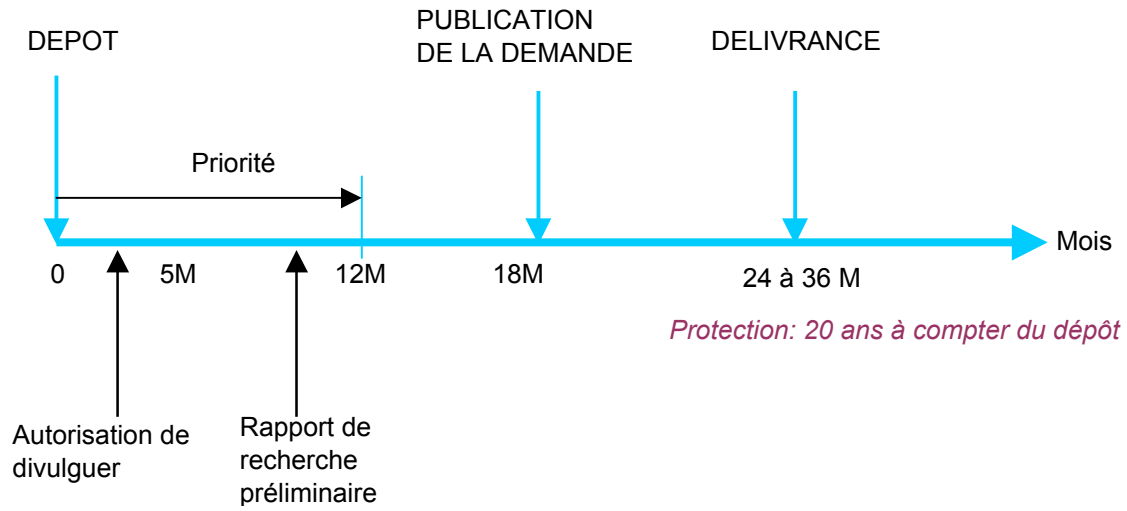 DEPOT
PUBLICATION
DE LA DEMANDE
DELIVRANCE
Priorité
Mois
0
5M
12M
18M
24 à 36 M
Protection: 20 ans à compter du dépôt
Autorisation de
divulguer
Rapport de
recherche
préliminaire